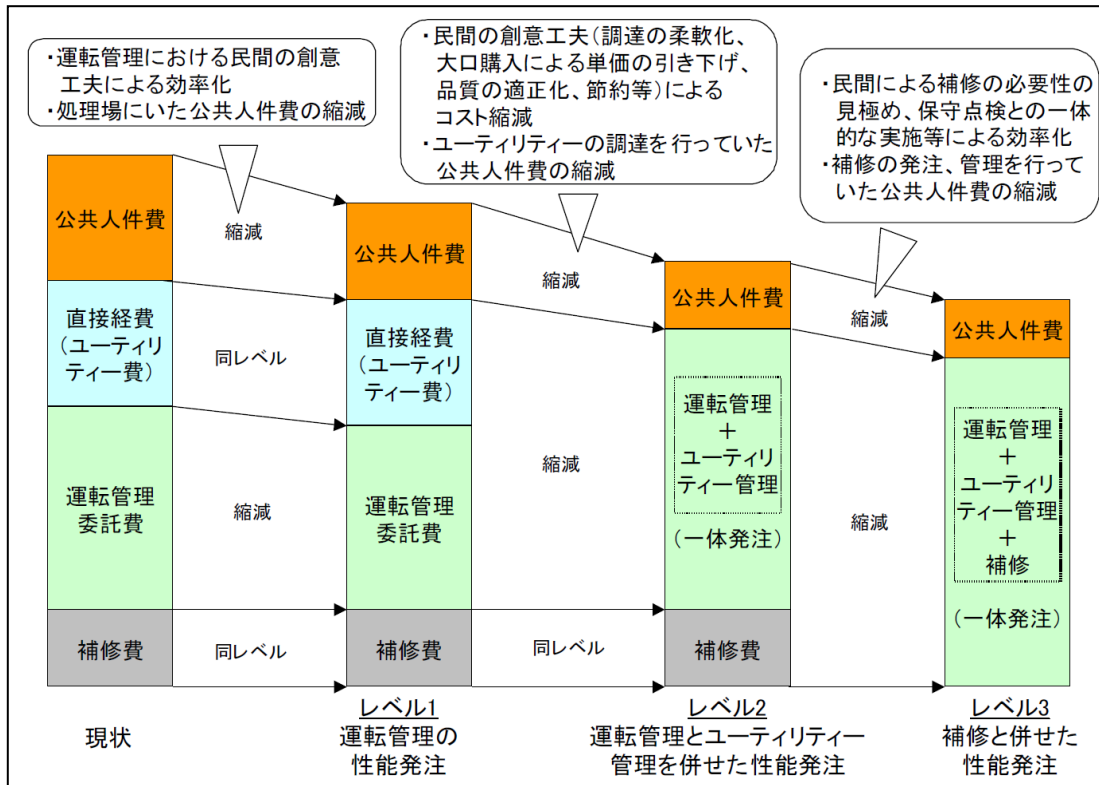 ・運転管理における民間の創意
工夫による効率化
・処理場にいた公共人件費の縮減
・民間の創意工夫（調達の柔軟化、
大口購入による単価の引き下げ、
品質の適正化、節約等）による
コスト縮減
・ユーティリティーの調達を行っていた
公共人件費の縮減
・民間による補修の必要性の
見極め、保守点検との一体
的な実施等による効率化
・補修の発注、管理を行って
いた公共人件費の縮減
公共人件費
直接経費
（ユーティリ
ティー費）
運転管理
委託費
補修費
現状
縮減
同レベル
縮減
同レベル
公共人件費
直接経費
（ユーティリ
ティー費）
運転管理
委託費
補修費
レベル1
運転管理の
性能発注
縮減
縮減
同レベル
公共人件費
運転管理
＋
ユーティリ
ティー管理
（一体発注）
補修費
レベル2
運転管理とユーティリティー
管理を併せた性能発注
縮減
縮減
公共人件費
運転管理
＋
ユーティリ
ティー管理
＋
補修
（一体発注）
レベル3
補修と併せた
性能発注